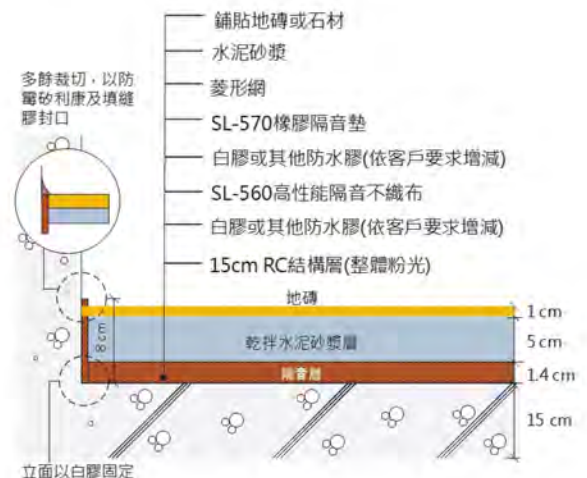 鋪貼地磚或石材
水泥砂漿
菱形網
SL-570橡膠隔音墊
白膠或其他防水膠(依客戶要求增減)
SL-560高性能隔音不織布
白膠或其他防水膠(依客戶要求增減)
15cm RC結構層(整體粉光)
多餘裁切，以防
霉矽利康及填縫
膠封口
地磚
1 cm
8 cm
乾拌水泥砂漿層
5 cm
隔音層
1.4 cm
15 cm
立面以白膠固定